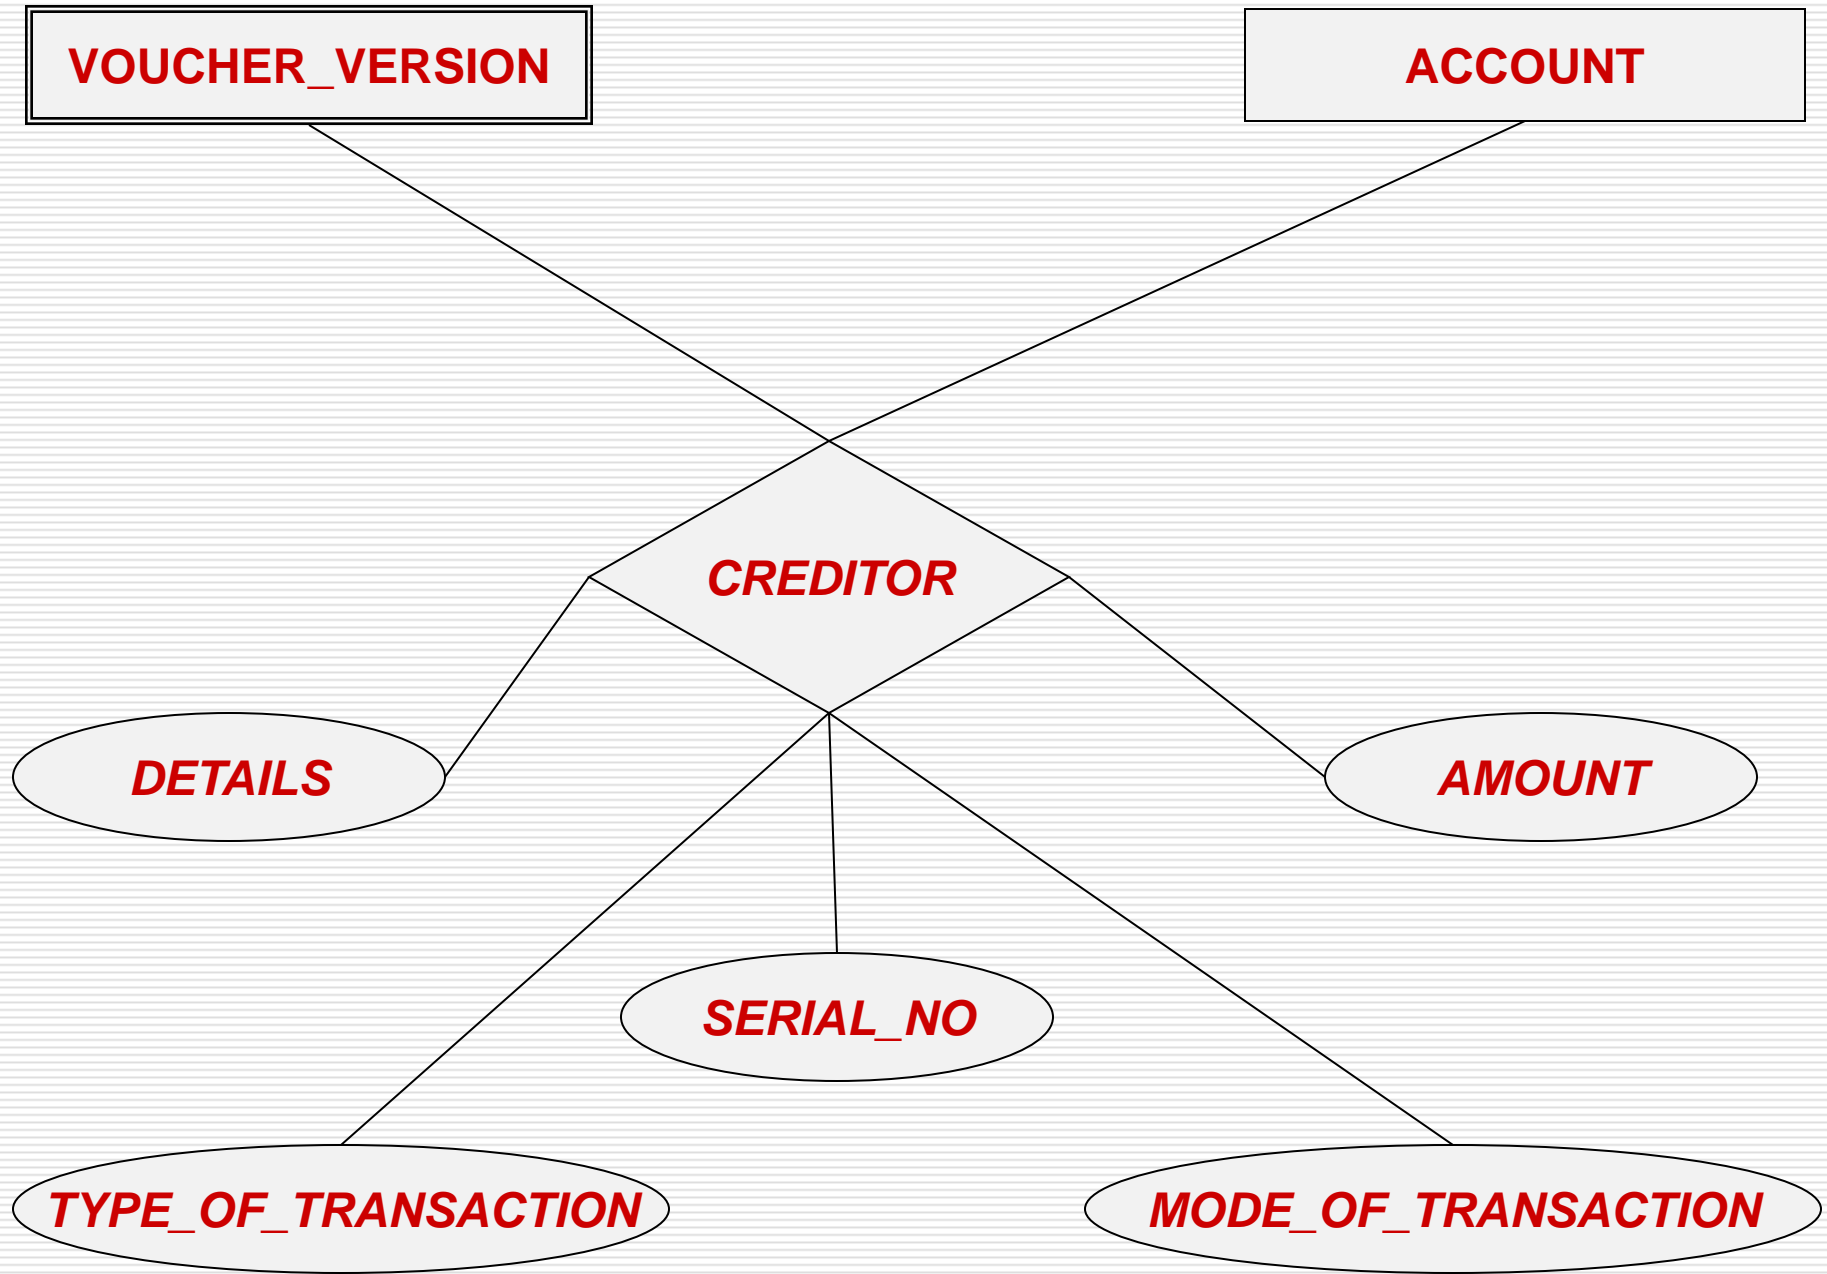 VOUCHER_VERSION
ACCOUNT
CREDITOR
DETAILS
AMOUNT
SERIAL_NO
TYPE_OF_TRANSACTION
MODE_OF_TRANSACTION